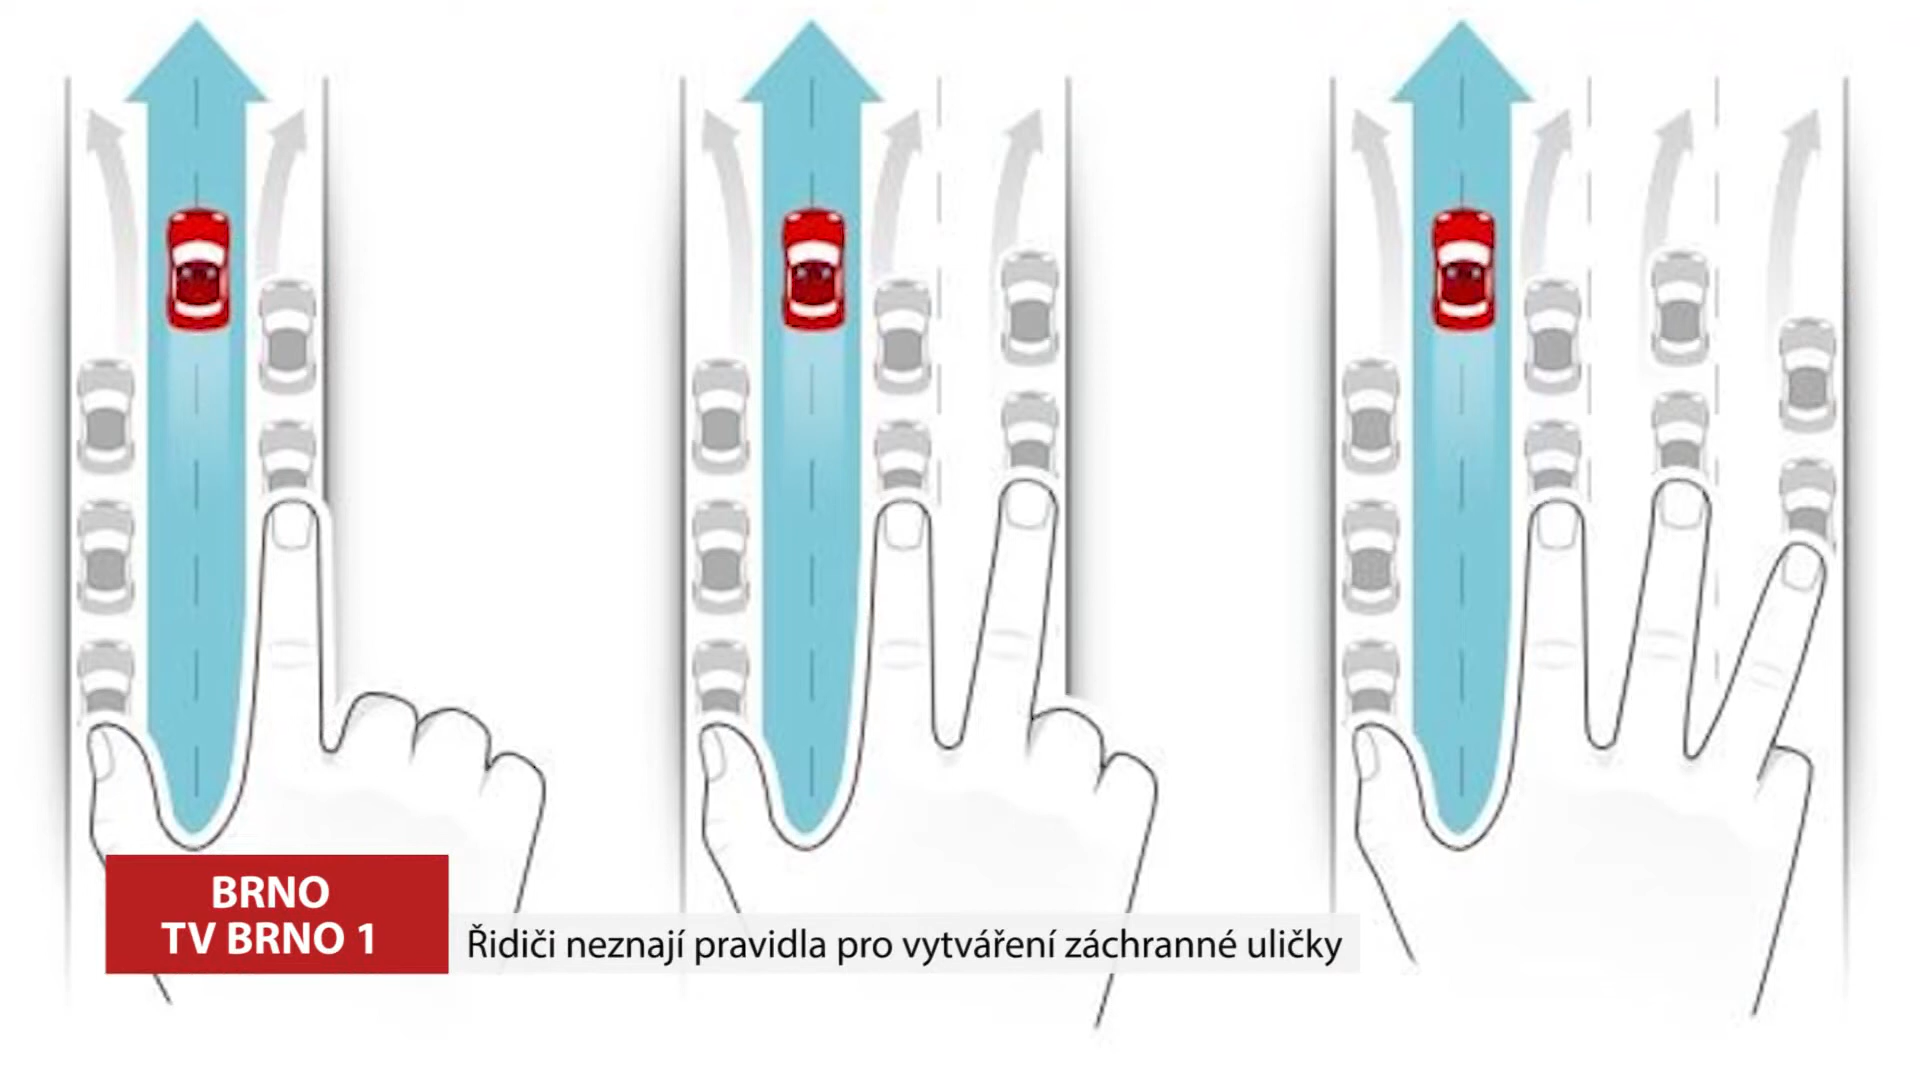 BRNO
TV BRNO 1
Řidiči neznají pravidla pro vytváření záchranné uličky